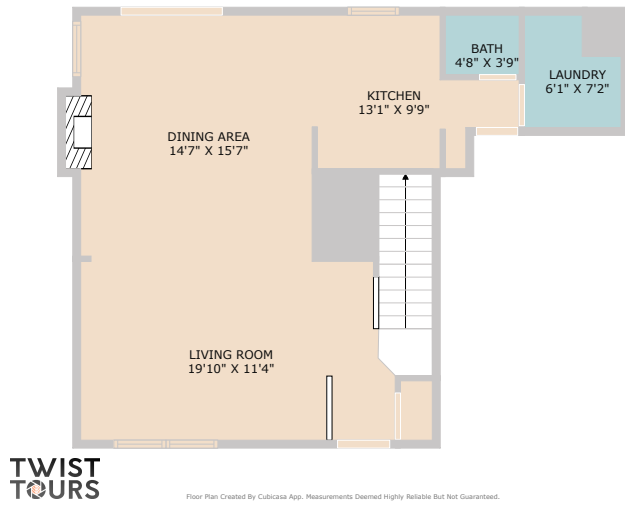 BATH
4'8" X 3'9"
LAUNDRY
6'1" X 7'2"
KITCHEN
13'1" X 9'9"
DINING AREA
14'7" X 15'7"
LIVING ROOM
19'10" X 11'4"
TWIST
TOURS
Floor Plan Created By Cubicasa App. Measurements Deemed Highly Reliable But Not Guaranteed.